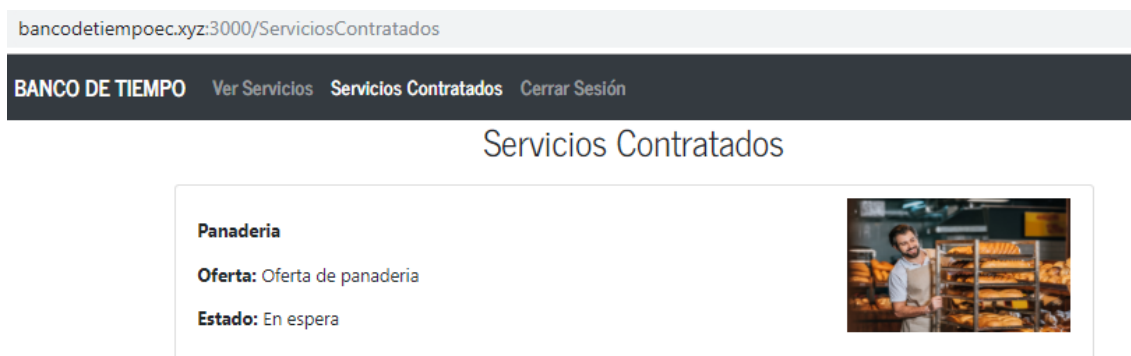 bancodetiempoec.xyz:3000/ServiciosContratados
BANCO DE TIEMPO Ver Servicios Servicios Contratados Cerrar Sesión
Servicios Contratados
Panaderia
Oferta: Oferta de panaderia
Estado: En espera